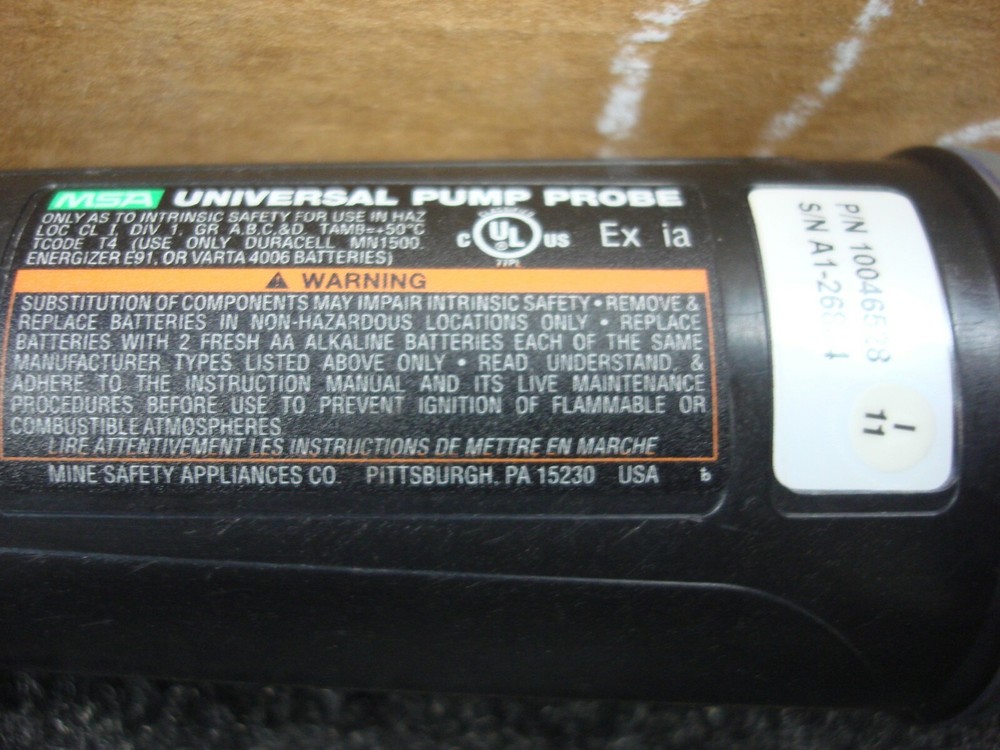 MSA UNIVERSAL PUMP PROBE
ONLY AS TO INTRINSIC SAFETY FOR USE IN HAZ
LOC CL I DIV 1, GR A,B,C,&D, TAMB=+50°C
TCODE T4 (USE ONLY DURACELL MN1500,
ENERGIZER E91, OR VARTA 4006 BATTERIES)
C UL US
Ex ia
WARNING
SUBSTITUTION OF COMPONENTS MAY IMPAIR INTRINSIC SAFETY • REMOVE &
REPLACE BATTERIES IN NON-HAZARDOUS LOCATIONS ONLY • REPLACE
BATTERIES WITH 2 FRESH AA ALKALINE BATTERIES EACH OF THE SAME
MANUFACTURER TYPES LISTED ABOVE ONLY • READ, UNDERSTAND, &
ADHERE TO THE INSTRUCTION MANUAL AND ITS LIVE MAINTENANCE
PROCEDURES BEFORE USE TO PREVENT IGNITION OF FLAMMABLE OR
COMBUSTIBLE ATMOSPHERES.
LIRE ATTENTIVEMENT LES INSTRUCTIONS DE METTRE EN MARCHE
MINE SAFETY APPLIANCES CO. PITTSBURGH, PA 15230 USA
P/N
S/N
I
11